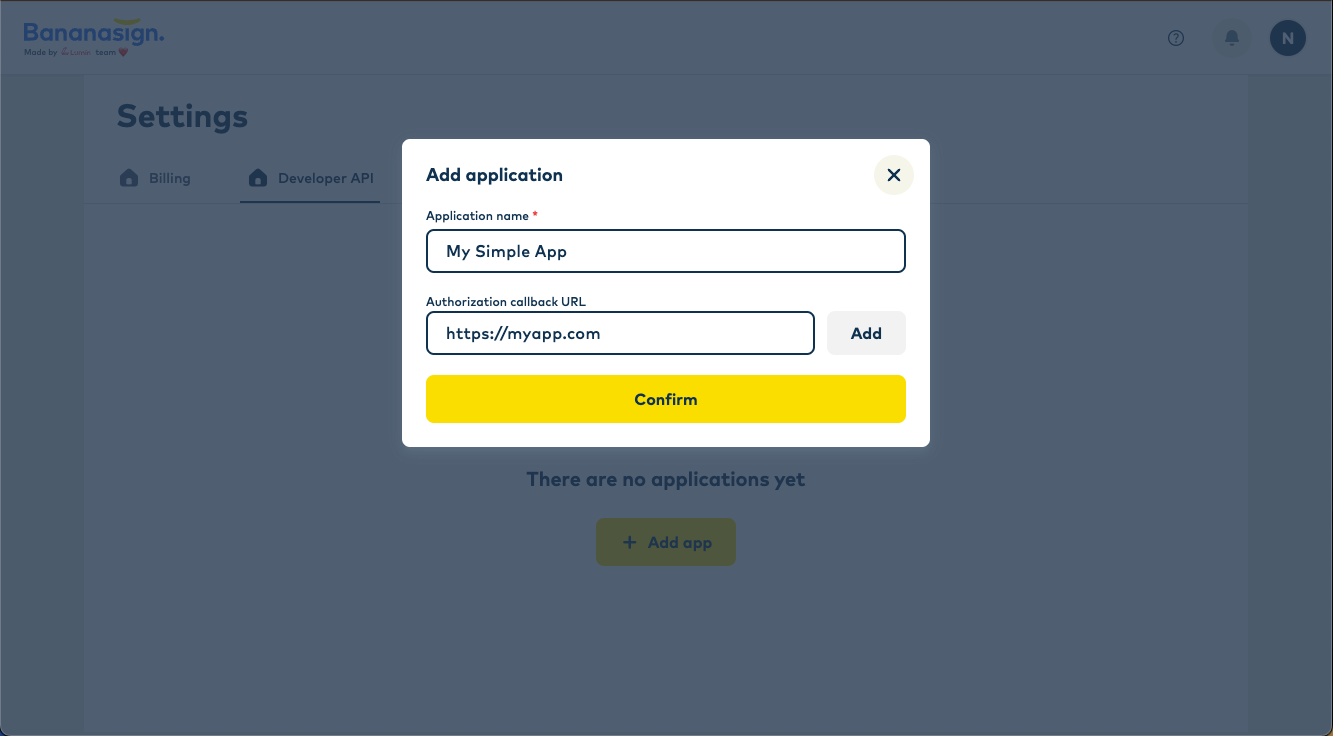 Bananasign.
Made by Lumin team
N
Settings
Billing
Developer API
Add application
Application name *
My Simple App
Authorization callback URL
https://myapp.com
Add
Confirm
There are no applications yet
+ Add app